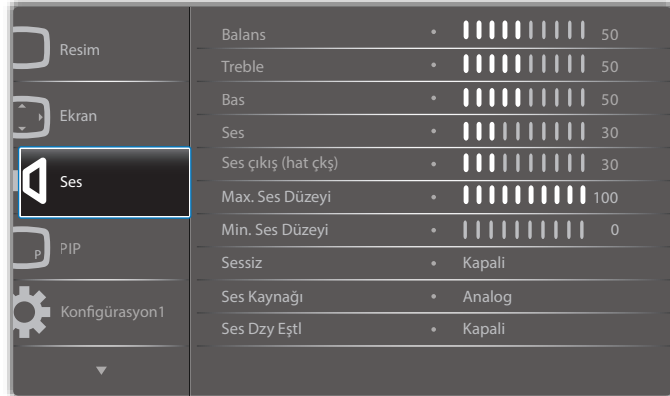 Resim
Ekran
Ses
P
PIP
Konfigürasyon1
Balans • 50
Treble • 50
Bas • 50
Ses • 30
Ses çıkış (hat çkş) • 30
Max. Ses Düzeyi • 100
Min. Ses Düzeyi • 0
Sessiz • Kapali
Ses Kaynağı • Analog
Ses Dzy Eştl • Kapali